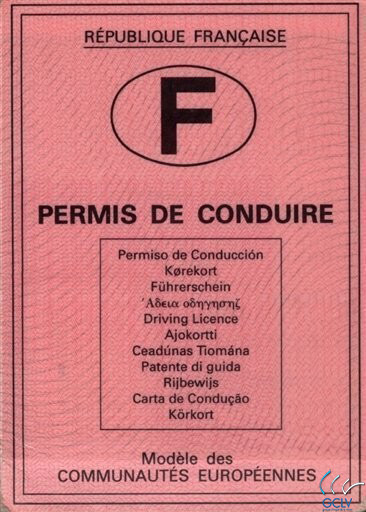 RÉPUBLIQUE FRANÇAISE
F
PERMIS DE CONDUIRE
Permiso de Conducción
Kørekort
Führerschein
Άδεια οδηγησηζ
Driving Licence
Ajokortti
Ceadúnas Tiomána
Patente di guida
Rijbewijs
Carta de Condução
Körkort
Modèle des
COMMUNAUTÉS EUROPÉENNES
GCLV